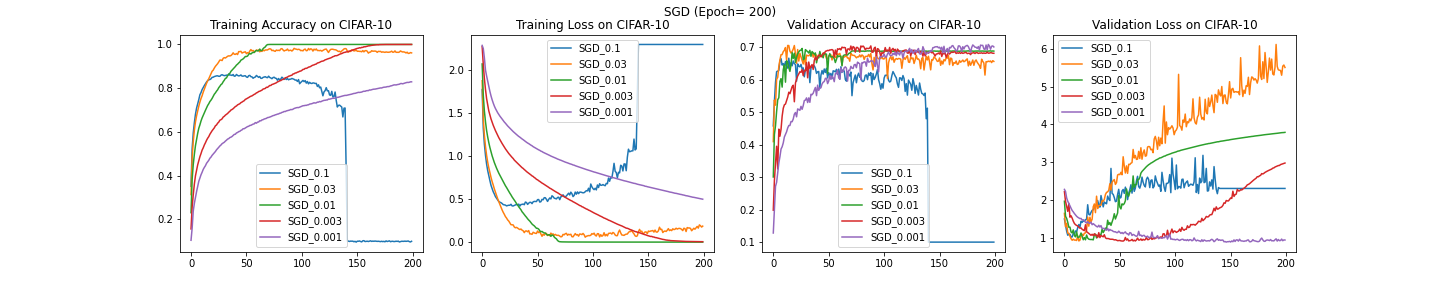 SGD (Epoch= 200)
Training Accuracy on CIFAR-10
1.0
0.8
0.6
0.4
0.2
0 50 100 150 200
SGD_0.1
SGD_0.03
SGD_0.01
SGD_0.003
SGD_0.001
Training Loss on CIFAR-10
2.0
1.5
1.0
0.5
0.0
0 50 100 150 200
SGD_0.1
SGD_0.03
SGD_0.01
SGD_0.003
SGD_0.001
Validation Accuracy on CIFAR-10
0.7
0.6
0.5
0.4
0.3
0.2
0.1
0 50 100 150 200
SGD_0.1
SGD_0.03
SGD_0.01
SGD_0.003
SGD_0.001
Validation Loss on CIFAR-10
6
5
4
3
2
1
0 50 100 150 200
SGD_0.1
SGD_0.03
SGD_0.01
SGD_0.003
SGD_0.001